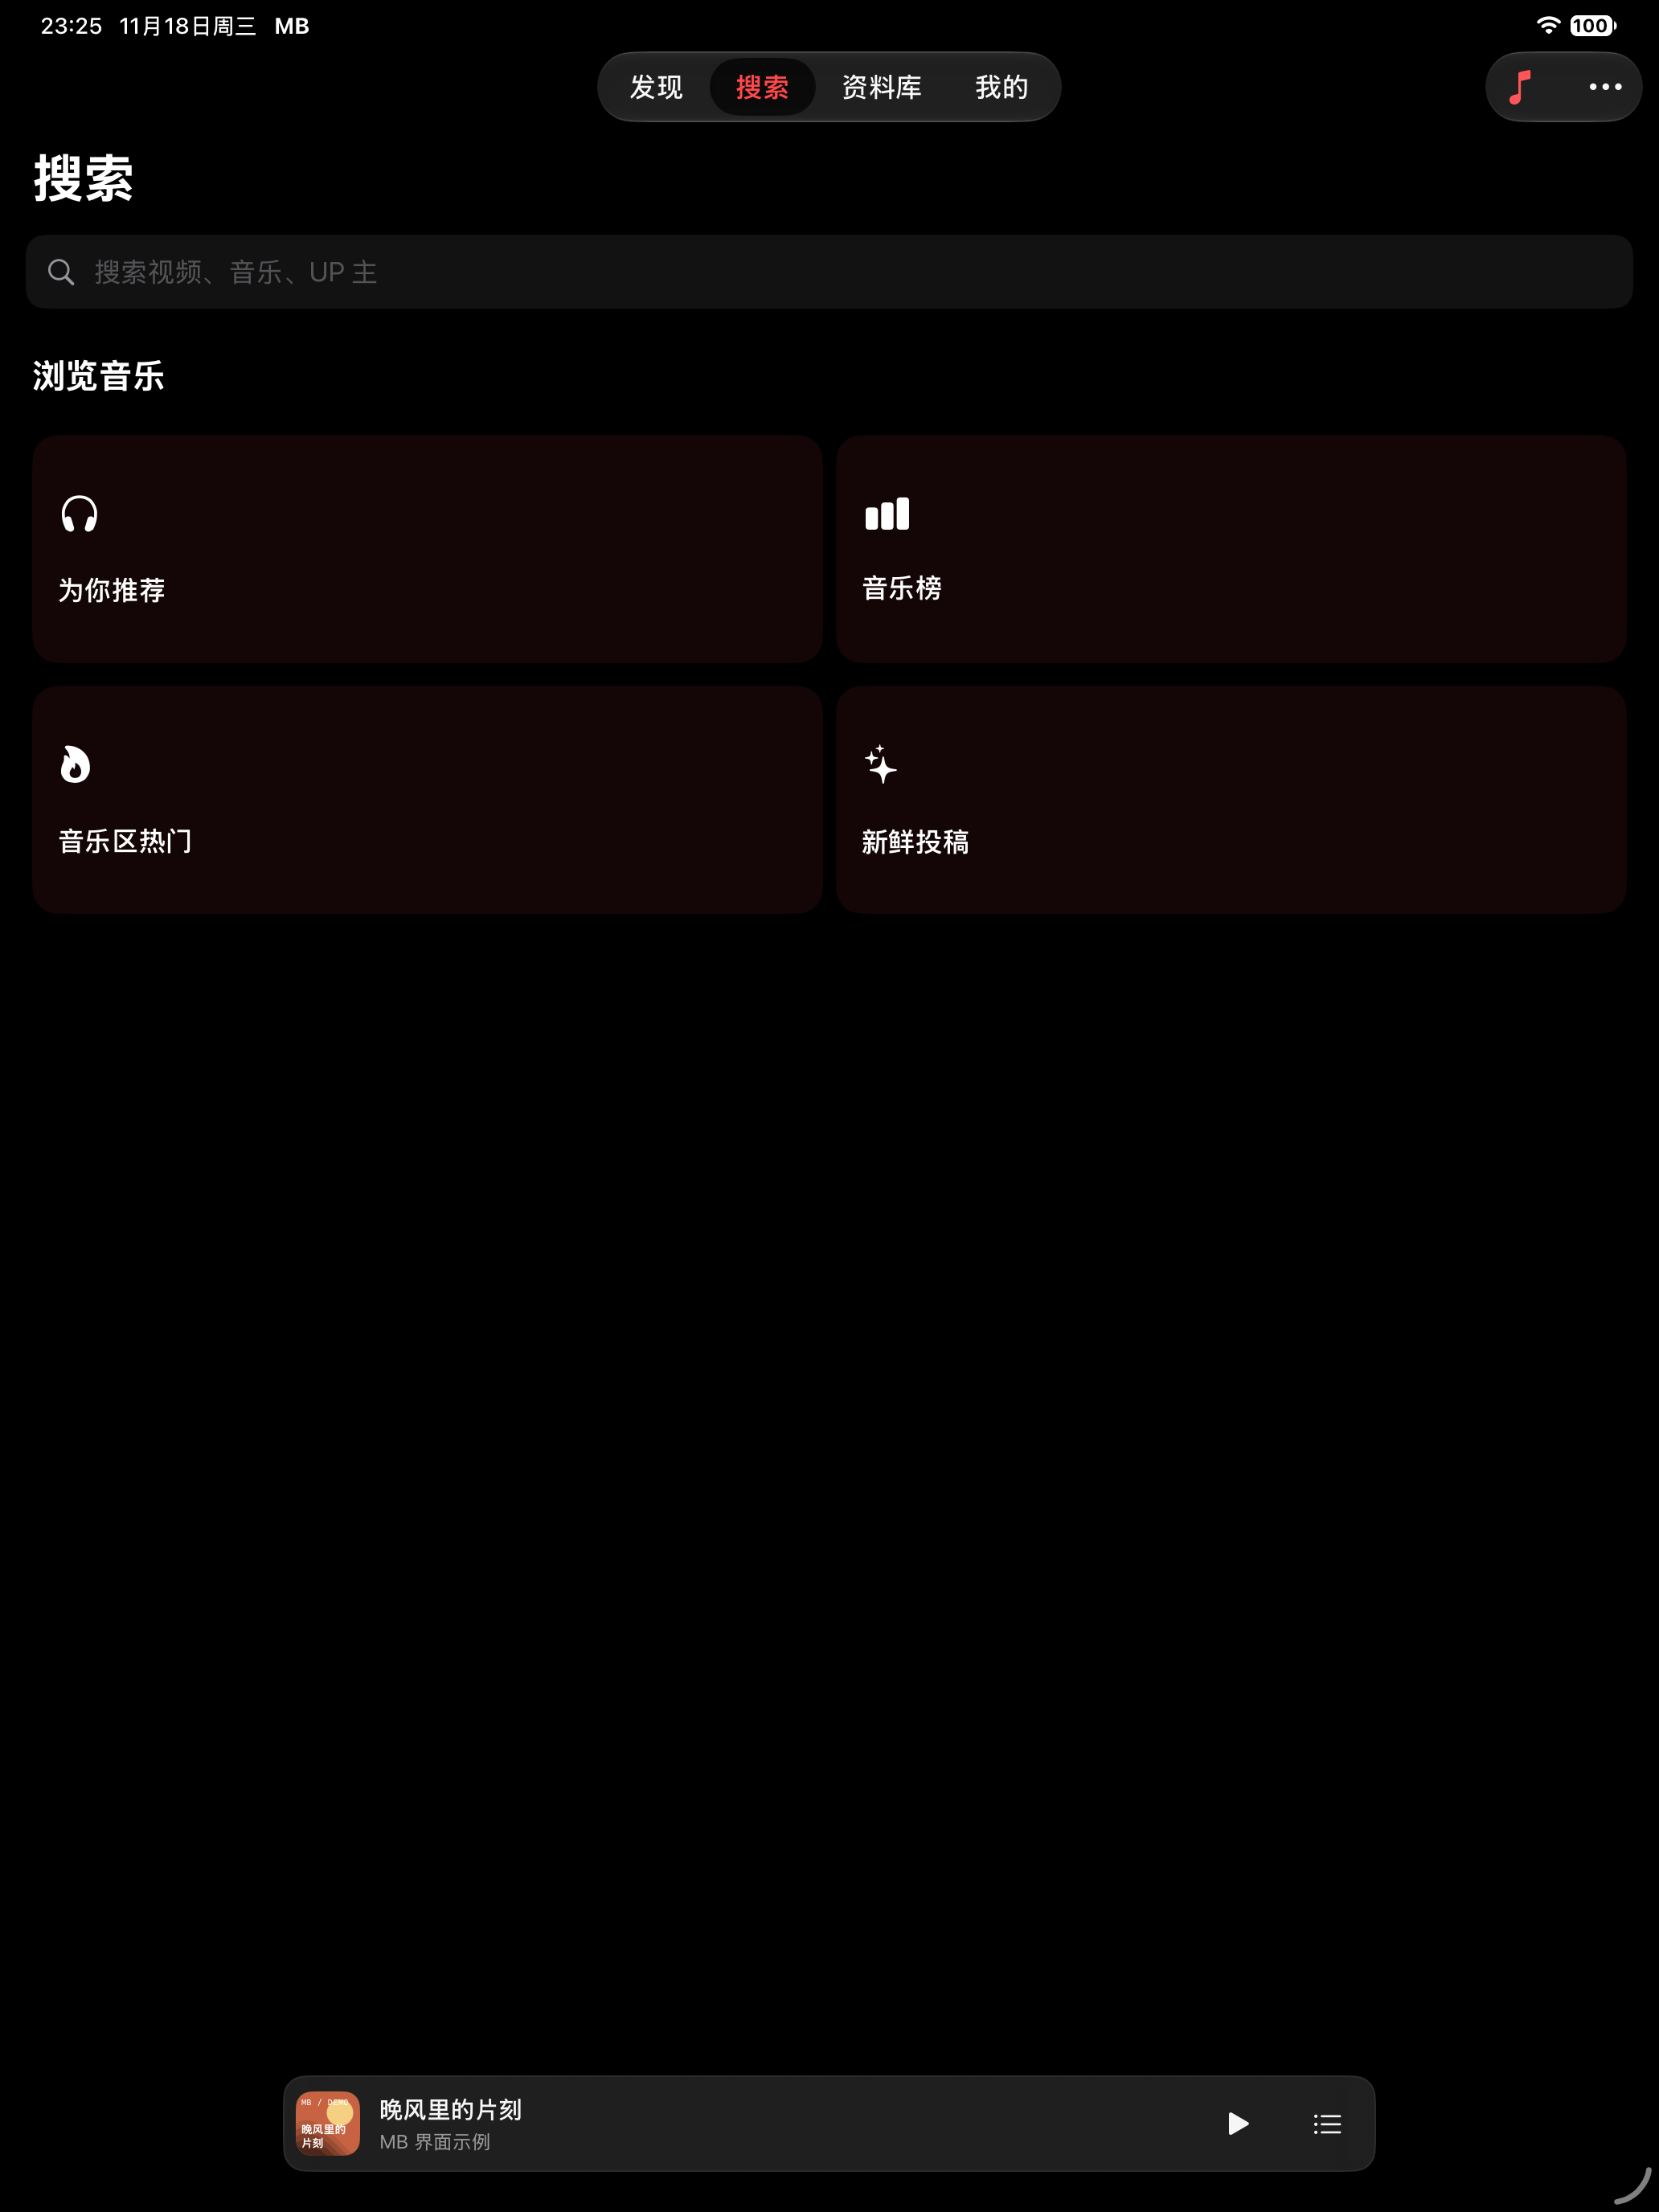 23:25 11月18日周三 MB
100
发现 搜索 资料库 我的
搜索
搜索视频、音乐、UP 主
浏览音乐
为你推荐
音乐榜
音乐区热门
新鲜投稿
MB / DEMO
晚风里的
片刻
晚风里的片刻
MB 界面示例